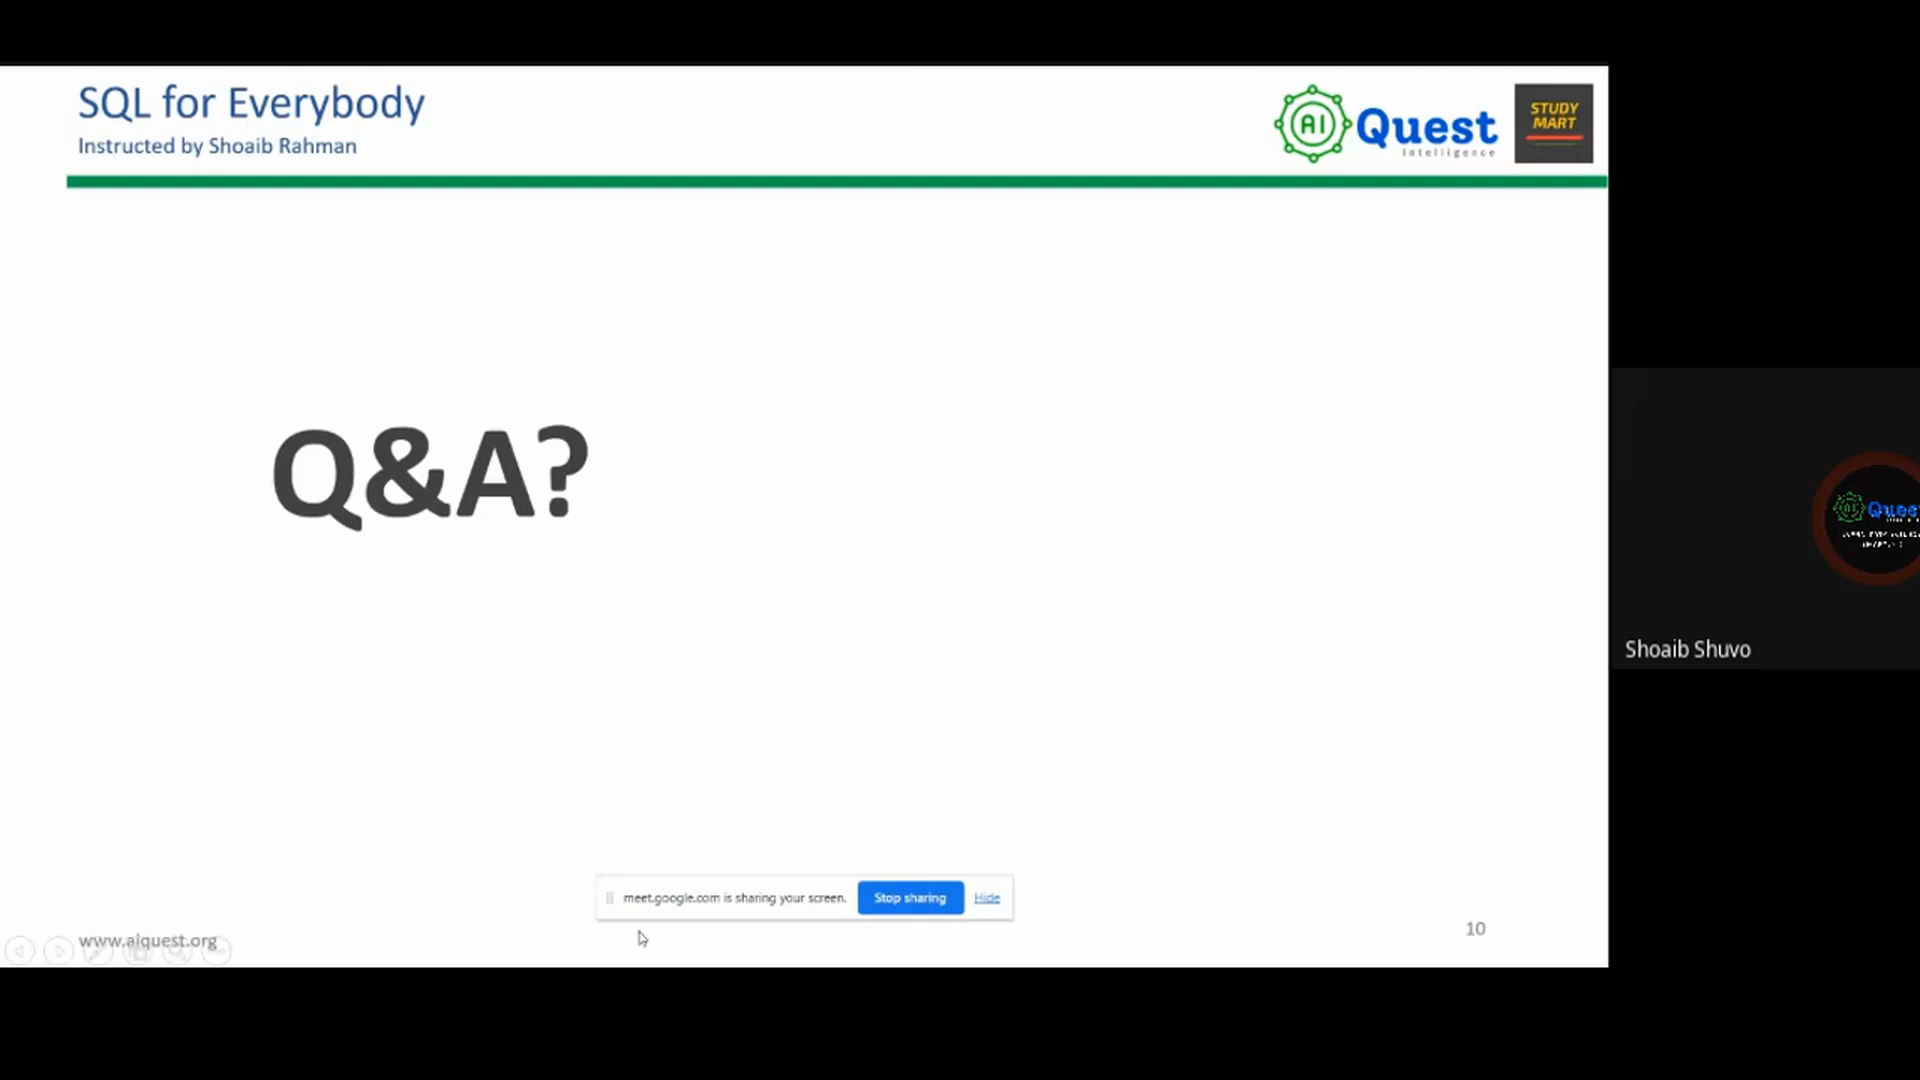 SQL for Everybody
Instructed by Shoaib Rahman
AI Quest
Intelligence
STUDY
MART
Q&A?
Shoaib Shuvo
meet.google.com is sharing your screen. Stop sharing Hide
www.aiquest.org
10